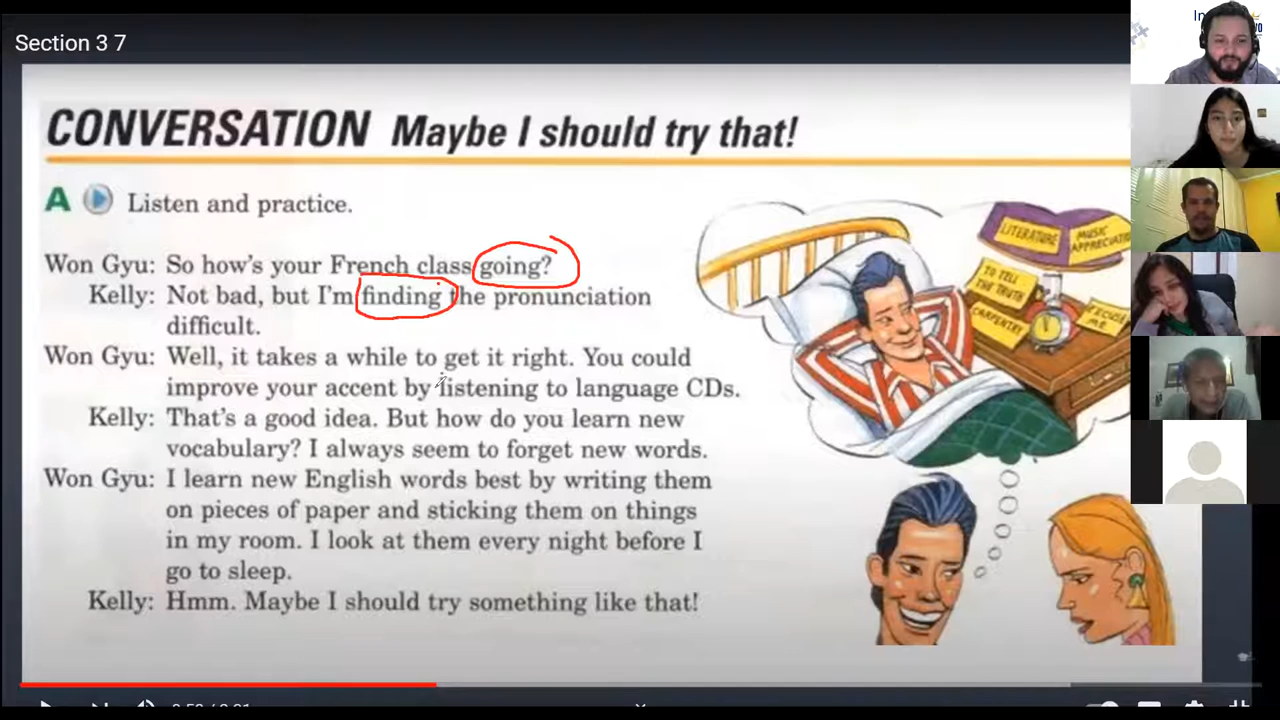 Section 3 7
CONVERSATION Maybe I should try that!
A Listen and practice.
Won Gyu: So how's your French class going?
Kelly: Not bad, but I'm finding the pronunciation
difficult.
Won Gyu: Well, it takes a while to get it right. You could
improve your accent by listening to language CDs.
Kelly: That's a good idea. But how do you learn new
vocabulary? I always seem to forget new words.
Won Gyu: I learn new English words best by writing them
on pieces of paper and sticking them on things
in my room. I look at them every night before I
go to sleep.
Kelly: Hmm. Maybe I should try something like that!
LITERATURE
MUSIC
APPRECIATION
TO TELL
THE TRUTH
CARPENTRY
ME